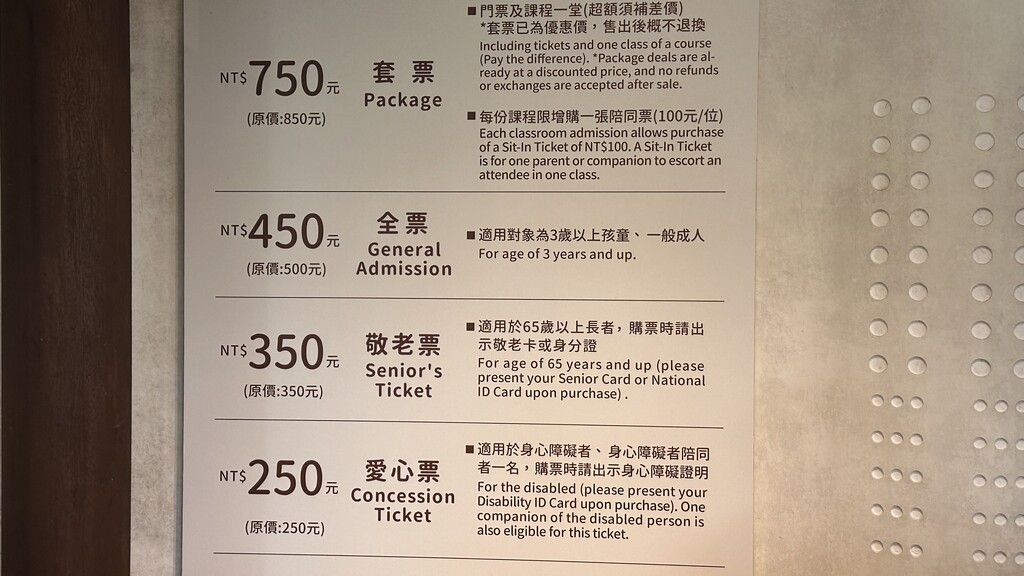 NT$750元
(原價:850元)
套票
Package
■ 門票及課程一堂(超額須補差價)
*套票已為優惠價，售出後概不退換
Including tickets and one class of a course
(Pay the difference). *Package deals are al-
ready at a discounted price, and no refunds
or exchanges are accepted after sale.
■ 每份課程限增購一張陪同票(100元/位)
Each classroom admission allows purchase
of a Sit-In Ticket of NT$100. A Sit-In Ticket
is for one parent or companion to escort an
attendee in one class.
NT$450元
(原價:500元)
全票
General
Admission
■ 適用對象為3歲以上孩童、一般成人
For age of 3 years and up.
NT$350元
(原價:350元)
敬老票
Senior's
Ticket
■ 適用於65歲以上長者，購票時請出
示敬老卡或身分證
For age of 65 years and up (please
present your Senior Card or National
ID Card upon purchase) .
NT$250元
(原價:250元)
愛心票
Concession
Ticket
■ 適用於身心障礙者、身心障礙者陪同
者一名，購票時請出示身心障礙證明
For the disabled (please present your
Disability ID Card upon purchase). One
companion of the disabled person is
also eligible for this ticket.